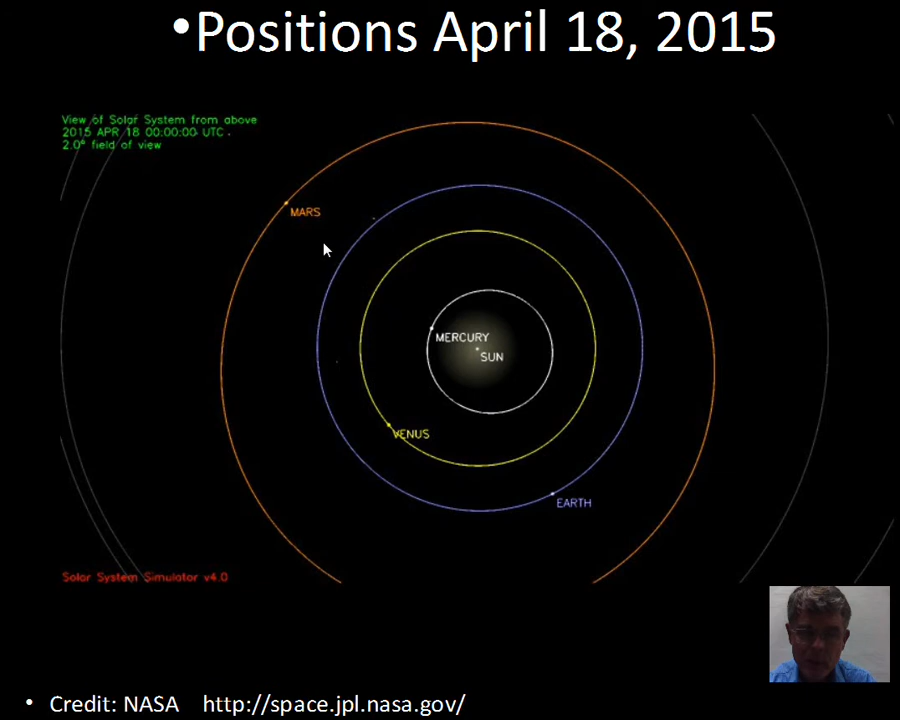 •Positions April 18, 2015
View of Solar System from above
2015 APR 18 00:00:00 UTC
2.0° field of view
MARS
MERCURY
SUN
VENUS
EARTH
Solar System Simulator v4.0
• Credit: NASA http://space.jpl.nasa.gov/